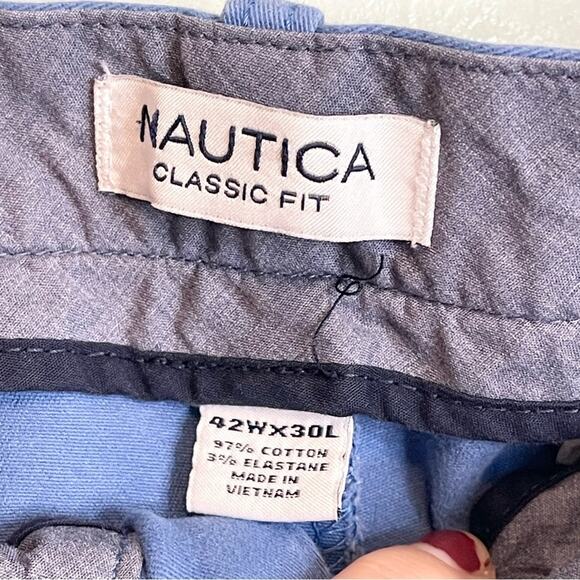 NAUTICA
CLASSIC FIT
42WX30L
97% COTTON
3% ELASTANE
MADE IN
VIETNAM